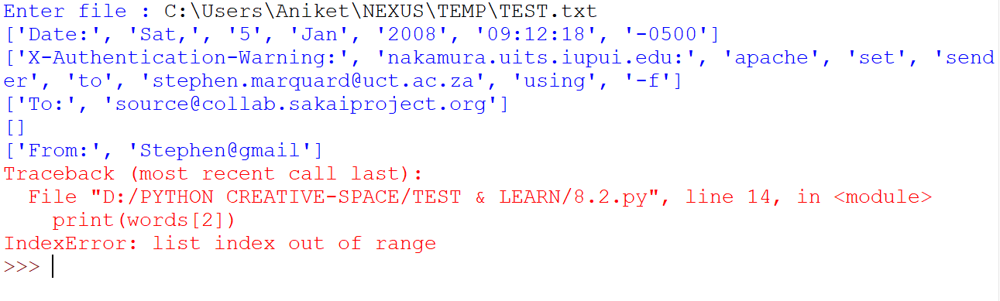 Enter file : C:\Users\Aniket\NEXUS\TEMP\TEST.txt
['Date:', 'Sat,', '5', 'Jan', '2008', '09:12:18', '-0500']
['X-Authentication-Warning:', 'nakamura.uits.iupui.edu:', 'apache', 'set', 'send
er', 'to', 'stephen.marquard@uct.ac.za', 'using', '-f']
['To:', 'source@collab.sakaiproject.org']
[]
['From:', 'Stephen@gmail']
Traceback (most recent call last):
  File "D:/PYTHON CREATIVE-SPACE/TEST & LEARN/8.2.py", line 14, in <module>
    print(words[2])
IndexError: list index out of range
>>>